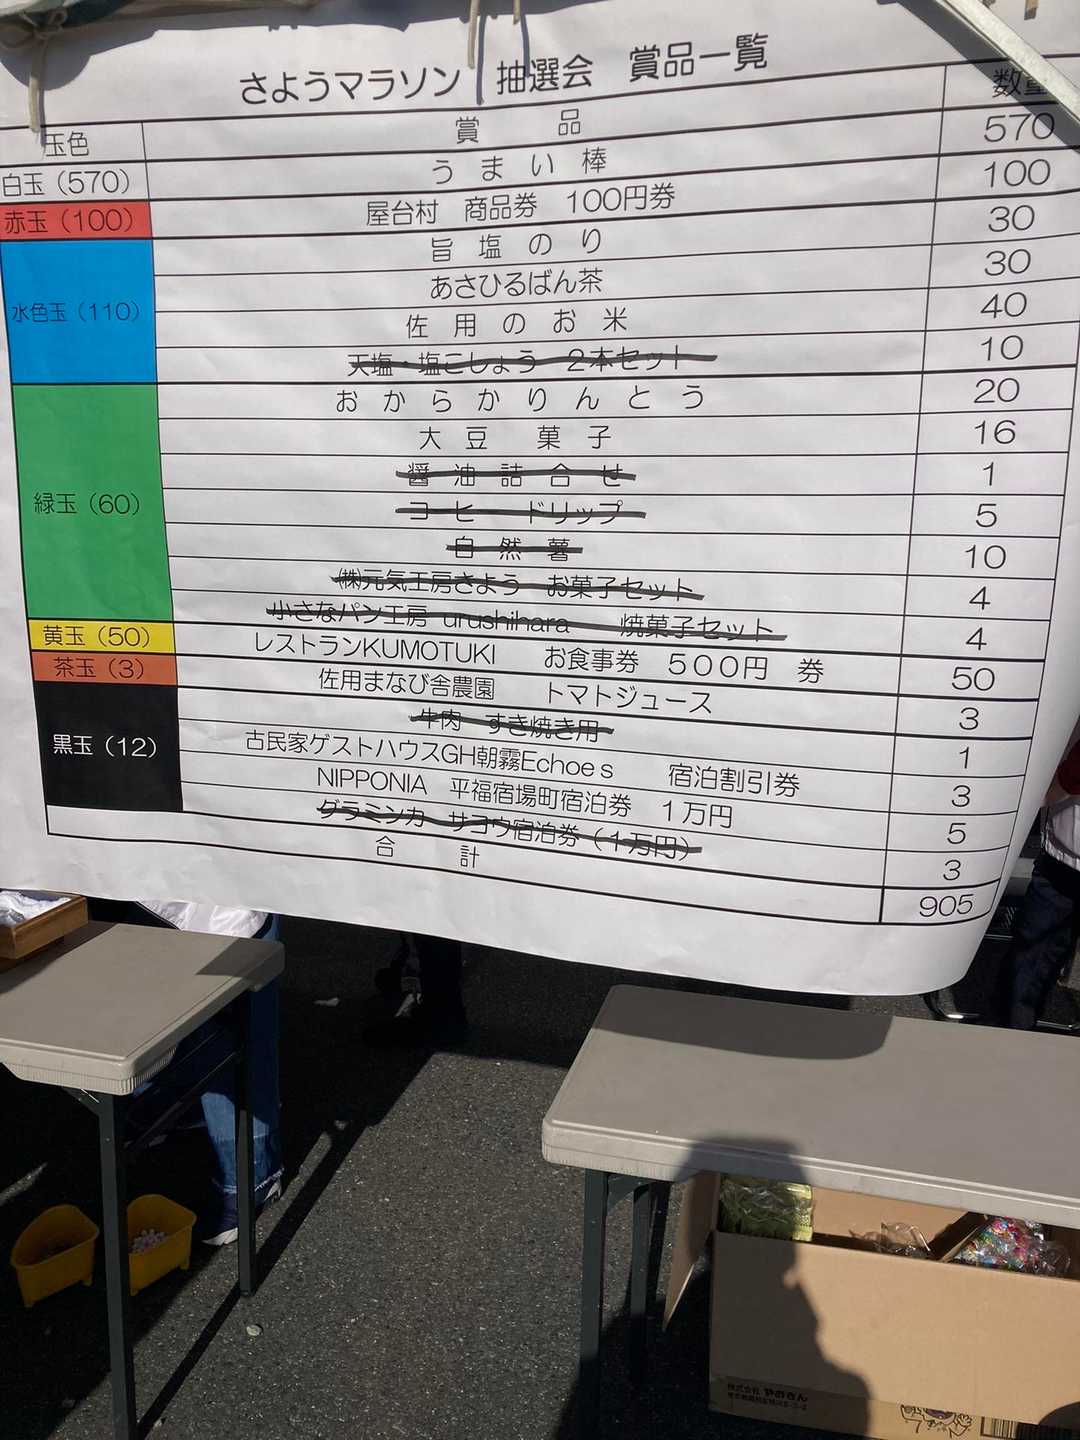 さようマラソン 抽選会 賞品一覧
玉色 賞品 数量
白玉（570） うまい棒 570
赤玉（100） 屋台村 商品券 100円券 100
水色玉（110） 旨塩のり 30
あさひるばん茶 30
佐用のお米 40
天塩・塩こしょう 2本セット 10
緑玉（60） おからかりんとう 20
大豆 菓子 16
醤油詰合せ 1
コーヒードリップ 5
自然薯 10
㈱元気工房さよう お菓子セット 4
小さなパン工房 urushihara 焼菓子セット 4
黄玉（50） レストランKUMOTUKI お食事券 500円 券 50
茶玉（3） 佐用まなび舎農園 トマトジュース 3
黒玉（12） 牛肉 すき焼き用 1
古民家ゲストハウスGH朝霧Echoes 宿泊割引券 3
NIPPONIA 平福宿場町宿泊券 1万円 5
グラミンカ サヨウ宿泊券（1万円） 3
合計 905
株式会社 やおきん